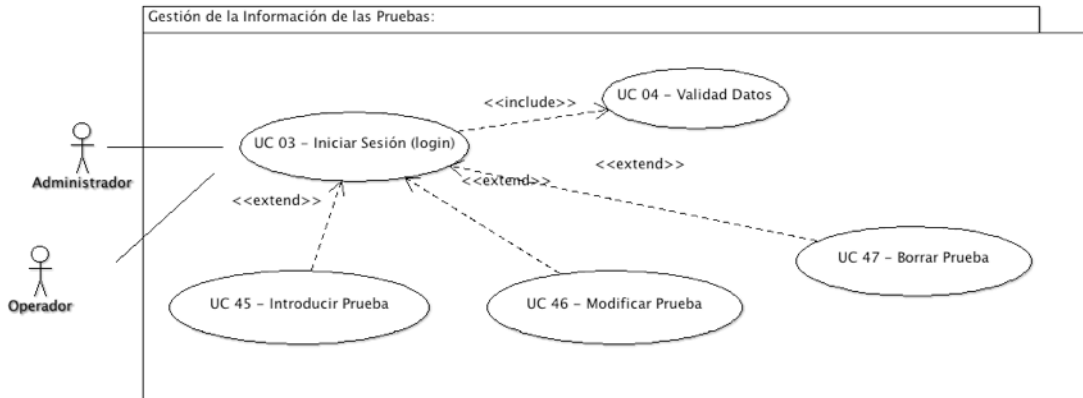 Gestión de la Información de las Pruebas:
UC 04 – Validad Datos
<<include>>
UC 03 – Iniciar Sesión (login)
<<extend>>
Administrador
<<extend>>
<<extend>>
UC 47 – Borrar Prueba
UC 45 – Introducir Prueba
UC 46 – Modificar Prueba
Operador